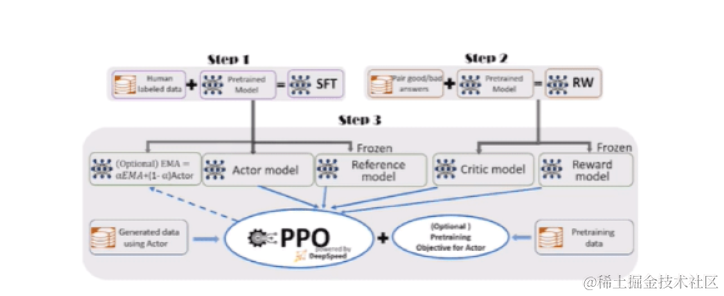 Step 1
Step 2
Human
labeled data
Pretrained
Model
SFT
Pair good/bad
answers
Pretrained
Model
RW
Step 3
Frozen
Frozen
(Optional) EMA =
αEMA+(1- α)Actor
Actor model
Reference
model
Critic model
Reward
model
Generated data
using Actor
PPO
powered by
DeepSpeed
(Optional )
Pretraining
Objective for Actor
Pretraining
data
@稀土掘金技术社区